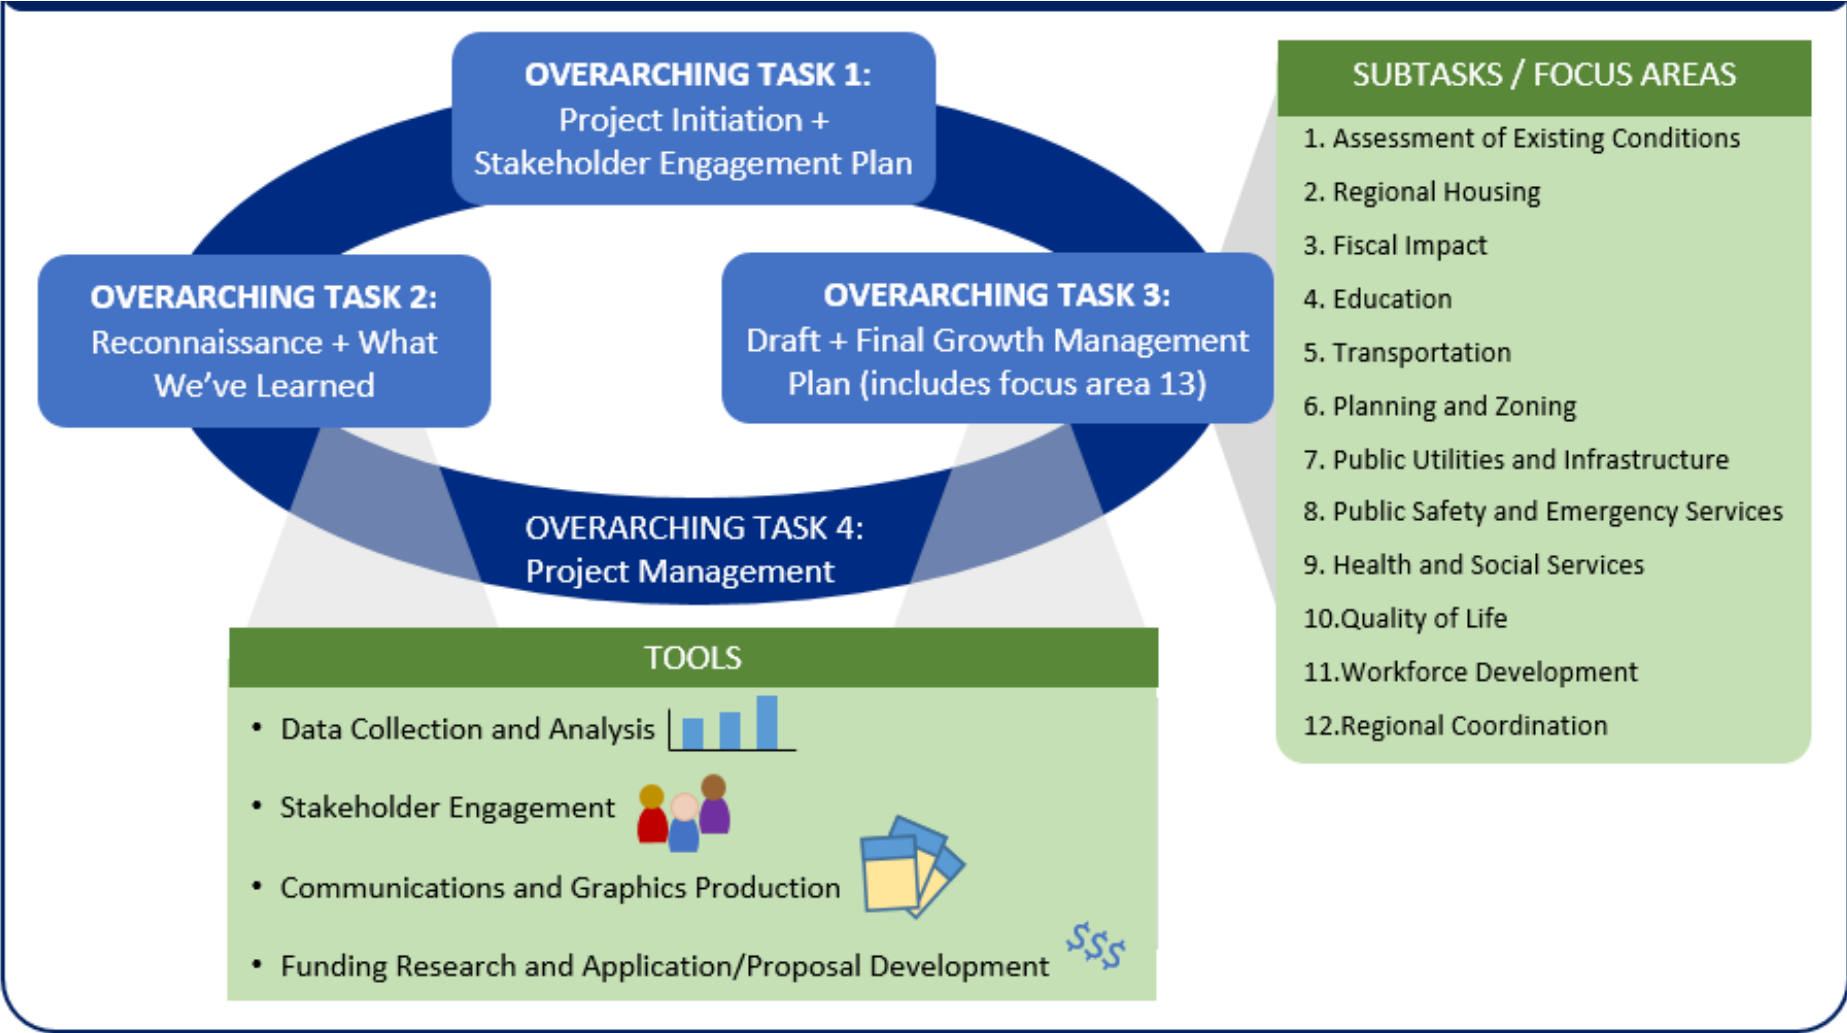 OVERARCHING TASK 1:
Project Initiation +
Stakeholder Engagement Plan
OVERARCHING TASK 2:
Reconnaissance + What
We've Learned
OVERARCHING TASK 3:
Draft + Final Growth Management
Plan (includes focus area 13)
OVERARCHING TASK 4:
Project Management
SUBTASKS / FOCUS AREAS
1. Assessment of Existing Conditions
2. Regional Housing
3. Fiscal Impact
4. Education
5. Transportation
6. Planning and Zoning
7. Public Utilities and Infrastructure
8. Public Safety and Emergency Services
9. Health and Social Services
10.Quality of Life
11.Workforce Development
12.Regional Coordination
TOOLS
• Data Collection and Analysis
• Stakeholder Engagement
• Communications and Graphics Production
• Funding Research and Application/Proposal Development
$$$